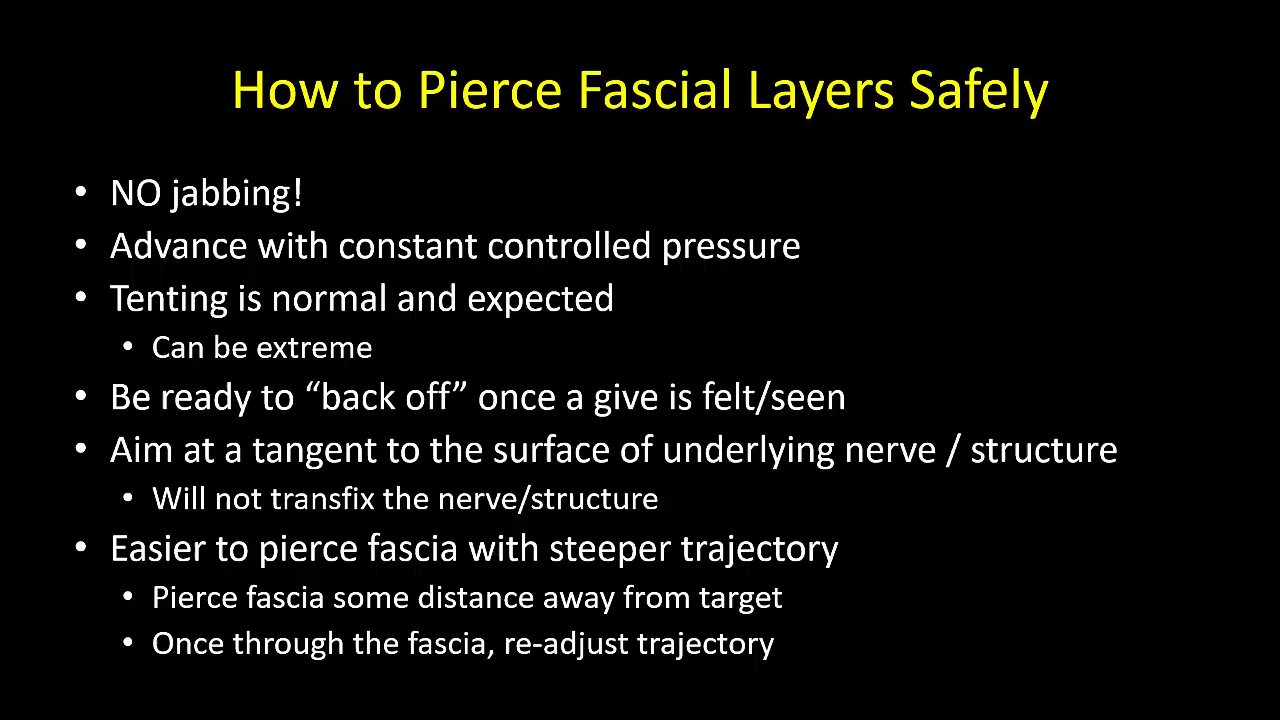 How to Pierce Fascial Layers Safely
• NO jabbing!
• Advance with constant controlled pressure
• Tenting is normal and expected
• Can be extreme
• Be ready to “back off” once a give is felt/seen
• Aim at a tangent to the surface of underlying nerve / structure
• Will not transfix the nerve/structure
• Easier to pierce fascia with steeper trajectory
• Pierce fascia some distance away from target
• Once through the fascia, re-adjust trajectory